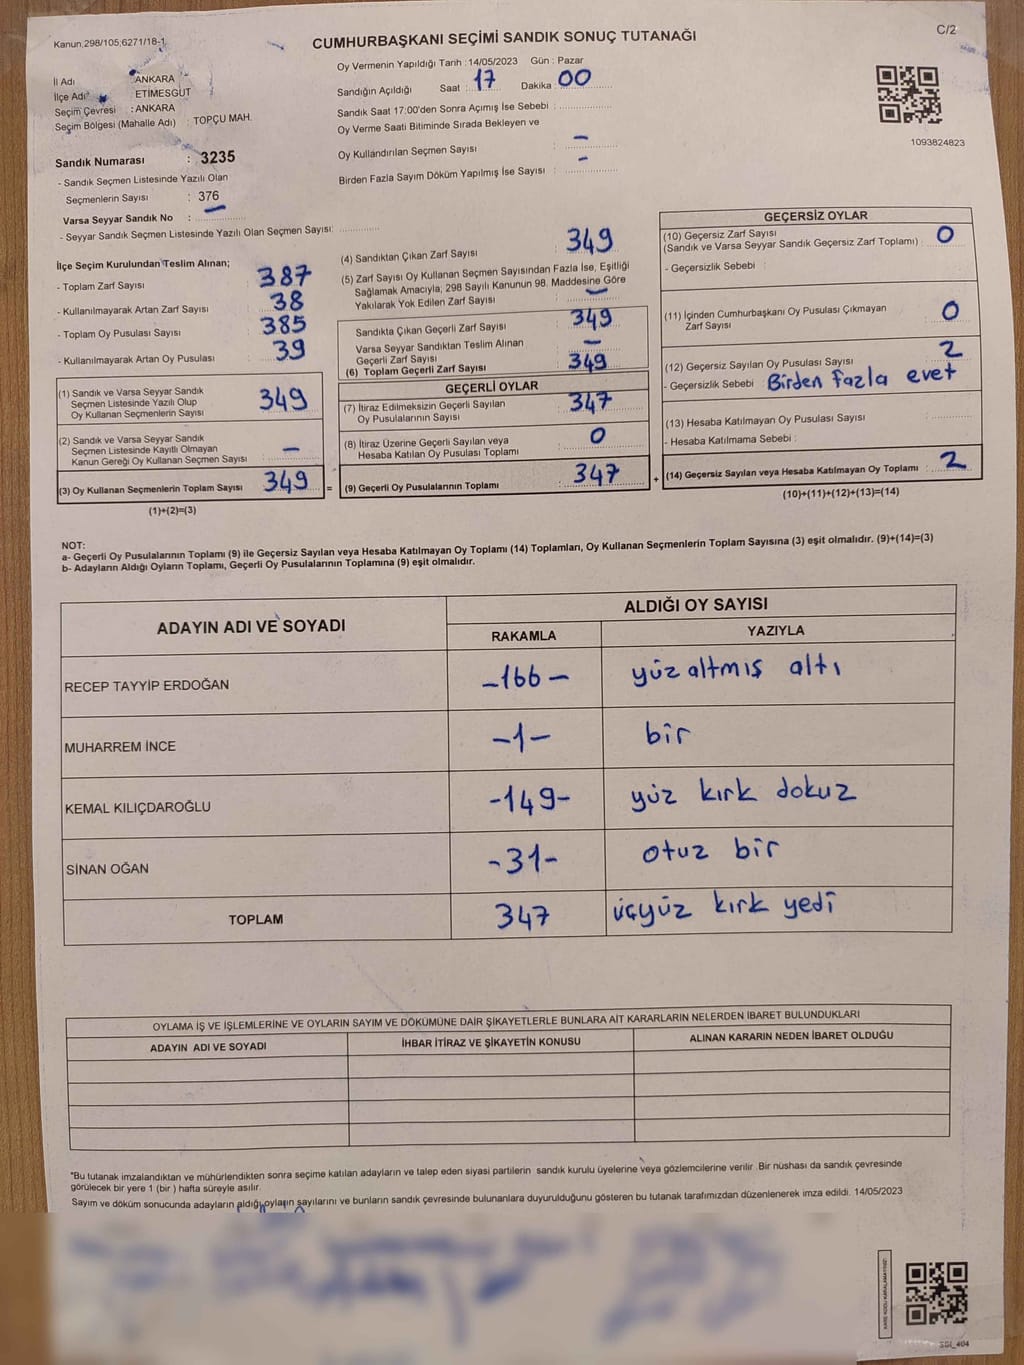 Kanun.298/105;6271/18-1
C/2
CUMHURBAŞKANI SEÇİMİ SANDIK SONUÇ TUTANAĞI
Oy Vermenin Yapıldığı Tarih :14/05/2023 Gün : Pazar
İl Adı : ANKARA
İlçe Adı : ETİMESGUT
Seçim Çevresi : ANKARA
Seçim Bölgesi (Mahalle Adı) : TOPÇU MAH.
Sandık Numarası : 3235
- Sandık Seçmen Listesinde Yazılı Olan
Seçmenlerin Sayısı : 376
Varsa Seyyar Sandık No : —
- Seyyar Sandık Seçmen Listesinde Yazılı Olan Seçmen Sayısı:
Sandığın Açıldığı Saat : 17 Dakika : 00
Sandık Saat 17:00'den Sonra Açımış İse Sebebi :
Oy Verme Saati Bitiminde Sırada Bekleyen ve
Oy Kullandırılan Seçmen Sayısı : —
Birden Fazla Sayım Döküm Yapılmış İse Sayısı : —
1093824823
İlçe Seçim Kurulundan Teslim Alınan;
- Toplam Zarf Sayısı : 387
- Kullanılmayarak Artan Zarf Sayısı : 38
- Toplam Oy Pusulası Sayısı : 385
- Kullanılmayarak Artan Oy Pusulası : 39
(1) Sandık ve Varsa Seyyar Sandık
Seçmen Listesinde Yazılı Olup
Oy Kullanan Seçmenlerin Sayısı : 349
(2) Sandık ve Varsa Seyyar Sandık
Seçmen Listesinde Kayıtlı Olmayan
Kanun Gereği Oy Kullanan Seçmen Sayısı : —
(3) Oy Kullanan Seçmenlerin Toplam Sayısı : 349 =
(1)+(2)=(3)
(4) Sandıktan Çıkan Zarf Sayısı : 349
(5) Zarf Sayısı Oy Kullanan Seçmen Sayısından Fazla İse, Eşitliği
Sağlamak Amacıyla; 298 Sayılı Kanunun 98. Maddesine Göre
Yakılarak Yok Edilen Zarf Sayısı : —
Sandıkta Çıkan Geçerli Zarf Sayısı : 349
Varsa Seyyar Sandıktan Teslim Alınan
Geçerli Zarf Sayısı : —
(6) Toplam Geçerli Zarf Sayısı : 349
GEÇERLİ OYLAR
(7) İtiraz Edilmeksizin Geçerli Sayılan
Oy Pusulalarının Sayısı : 347
(8) İtiraz Üzerine Geçerli Sayılan veya
Hesaba Katılan Oy Pusulası Toplamı : 0
(9) Geçerli Oy Pusulalarının Toplamı : 347 +
GEÇERSİZ OYLAR
(10) Geçersiz Zarf Sayısı
(Sandık ve Varsa Seyyar Sandık Geçersiz Zarf Toplamı) : 0
- Geçersizlik Sebebi :
(11) İçinden Cumhurbaşkanı Oy Pusulası Çıkmayan
Zarf Sayısı : 0
(12) Geçersiz Sayılan Oy Pusulası Sayısı : 2
- Geçersizlik Sebebi : Birden fazla evet
(13) Hesaba Katılmayan Oy Pusulası Sayısı :
- Hesaba Katılmama Sebebi :
(14) Geçersiz Sayılan veya Hesaba Katılmayan Oy Toplamı : 2
(10)+(11)+(12)+(13)=(14)
NOT:
a- Geçerli Oy Pusulalarının Toplamı (9) ile Geçersiz Sayılan veya Hesaba Katılmayan Oy Toplamı (14) Toplamları, Oy Kullanan Seçmenlerin Toplam Sayısına (3) eşit olmalıdır. (9)+(14)=(3)
b- Adayların Aldığı Oyların Toplamı, Geçerli Oy Pusulalarının Toplamına (9) eşit olmalıdır.
ADAYIN ADI VE SOYADI
ALDIĞI OY SAYISI
RAKAMLA YAZIYLA
RECEP TAYYİP ERDOĞAN -166- yüz altmış altı
MUHARREM İNCE -1- bir
KEMAL KILIÇDAROĞLU -149- yüz kırk dokuz
SİNAN OĞAN -31- otuz bir
TOPLAM 347 üçyüz kırk yedi
OYLAMA İŞ VE İŞLEMLERİNE VE OYLARIN SAYIM VE DÖKÜMÜNE DAİR ŞİKAYETLERLE BUNLARA AİT KARARLARIN NELERDEN İBARET BULUNDUKLARI
ADAYIN ADI VE SOYADI İHBAR İTİRAZ VE ŞİKAYETİN KONUSU ALINAN KARARIN NEDEN İBARET OLDUĞU
*Bu tutanak imzalandıktan ve mühürlendikten sonra seçime katılan adayların ve talep eden siyasi partilerin sandık kurulu üyelerine veya gözlemcilerine verilir .Bir nüshası da sandık çevresinde
görülecek bir yere 1 (bir ) hafta süreyle asılır.
Sayım ve döküm sonucunda adayların aldığı oyların sayılarını ve bunların sandık çevresinde bulunanlara duyurulduğunu gösteren bu tutanak tarafımızdan düzenlenerek imza edildi. 14/05/2023
KARE KODU KARALAMAYINIZ!